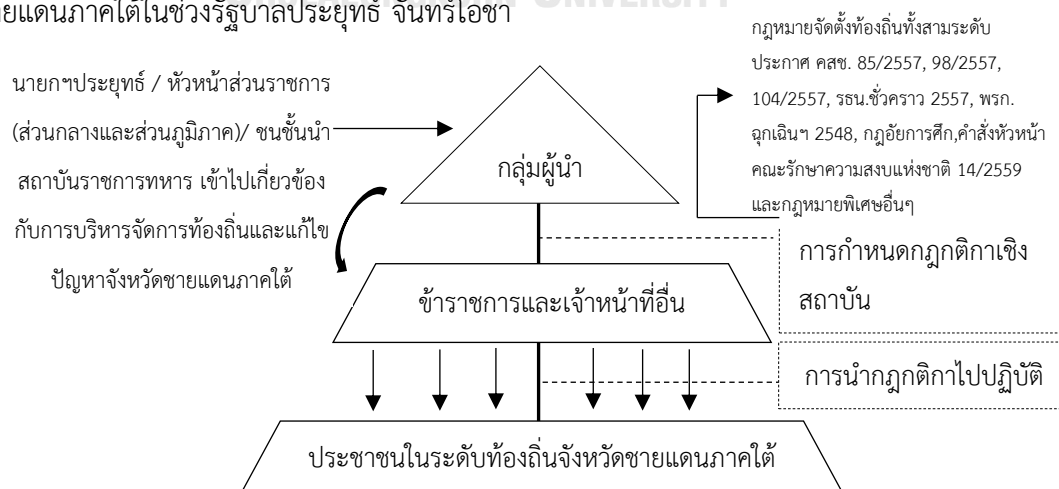 ายแดนภาคใต้ในช่วงรัฐบาลประยุทธ์ จันทร์โอชา
UNIVERSITY
นายกฯประยุทธ์ / หัวหน้าส่วนราชการ
(ส่วนกลางและส่วนภูมิภาค)/ ชนชั้นนำ
สถาบันราชการทหาร เข้าไปเกี่ยวข้อง
กับการบริหารจัดการท้องถิ่นและแก้ไข
ปัญหาจังหวัดชายแดนภาคใต้
กลุ่มผู้นำ
กฎหมายจัดตั้งท้องถิ่นทั้งสามระดับ
ประกาศ คสช. 85/2557, 98/2557,
104/2557, รธน.ชั่วคราว 2557, พรก.
ฉุกเฉินฯ 2548, กฎอัยการศึก,คำสั่งหัวหน้า
คณะรักษาความสงบแห่งชาติ 14/2559
และกฎหมายพิเศษอื่นๆ
การกำหนดกฎกติกาเชิง
สถาบัน
ข้าราชการและเจ้าหน้าที่อื่น
การนำกฎกติกาไปปฏิบัติ
ประชาชนในระดับท้องถิ่นจังหวัดชายแดนภาคใต้